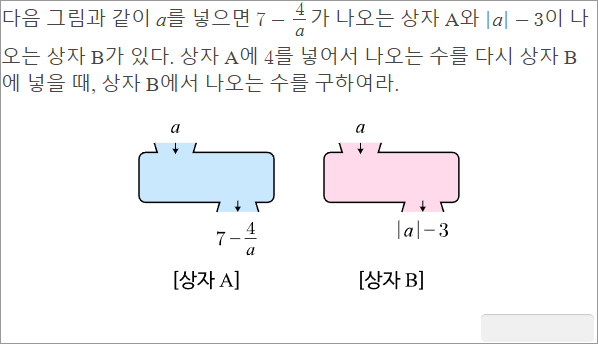 다음 그림과 같이 a를 넣으면 7 − 4/a 가 나오는 상자 A와 |a| − 3이 나
오는 상자 B가 있다. 상자 A에 4를 넣어서 나오는 수를 다시 상자 B
에 넣을 때, 상자 B에서 나오는 수를 구하여라.
a a
7 − 4/a |a| − 3
[상자 A] [상자 B]